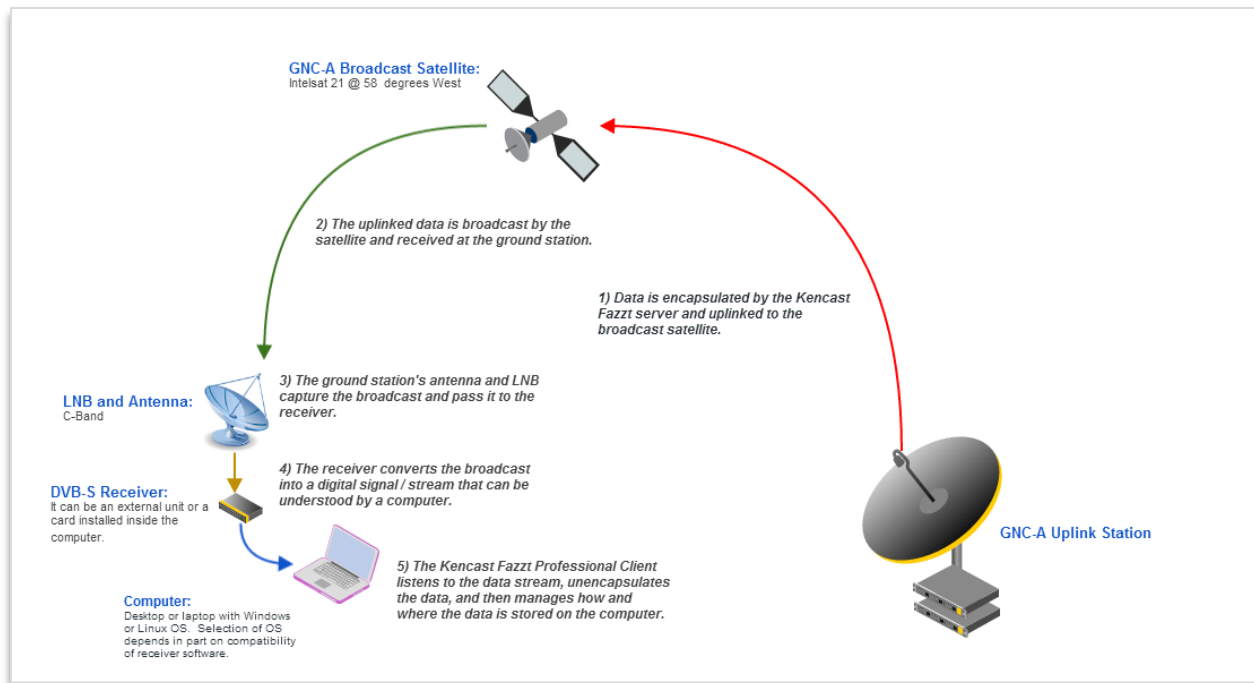 GNC-A Broadcast Satellite:
Intelsat 21 @ 58 degrees West
2) The uplinked data is broadcast by the
satellite and received at the ground station.
1) Data is encapsulated by the Kencast
Fazzt server and uplinked to the
broadcast satellite.
LNB and Antenna:
C-Band
3) The ground station's antenna and LNB
capture the broadcast and pass it to the
receiver.
DVB-S Receiver:
It can be an external unit or a
card installed inside the
computer.
4) The receiver converts the broadcast
into a digital signal / stream that can be
understood by a computer.
GNC-A Uplink Station
Computer:
Desktop or laptop with Windows
or Linux OS. Selection of OS
depends in part on compatibility
of receiver software.
5) The Kencast Fazzt Professional Client
listens to the data stream, unencapsulates
the data, and then manages how and
where the data is stored on the computer.